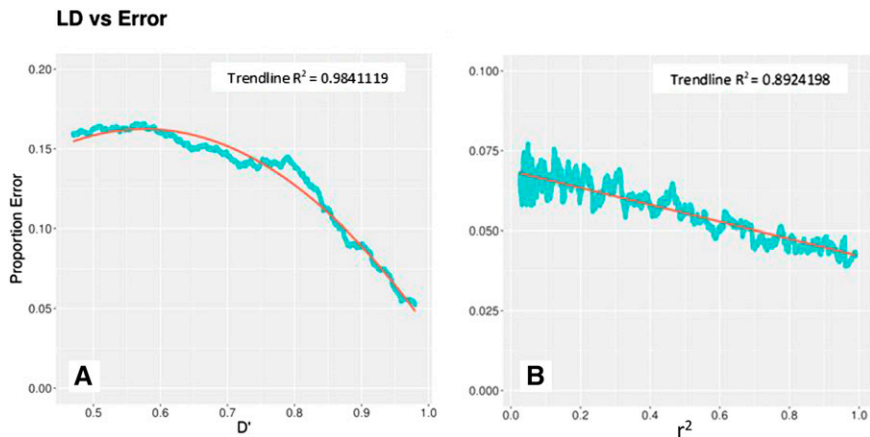 LD vs Error
Proportion Error
0.20
0.15
0.10
0.05
0.00
Trendline R² = 0.9841119
A
0.5 0.6 0.7 0.8 0.9 1.0
D'
0.100
0.075
0.050
0.025
0.000
Trendline R² = 0.8924198
B
0.0 0.2 0.4 0.6 0.8 1.0
r²